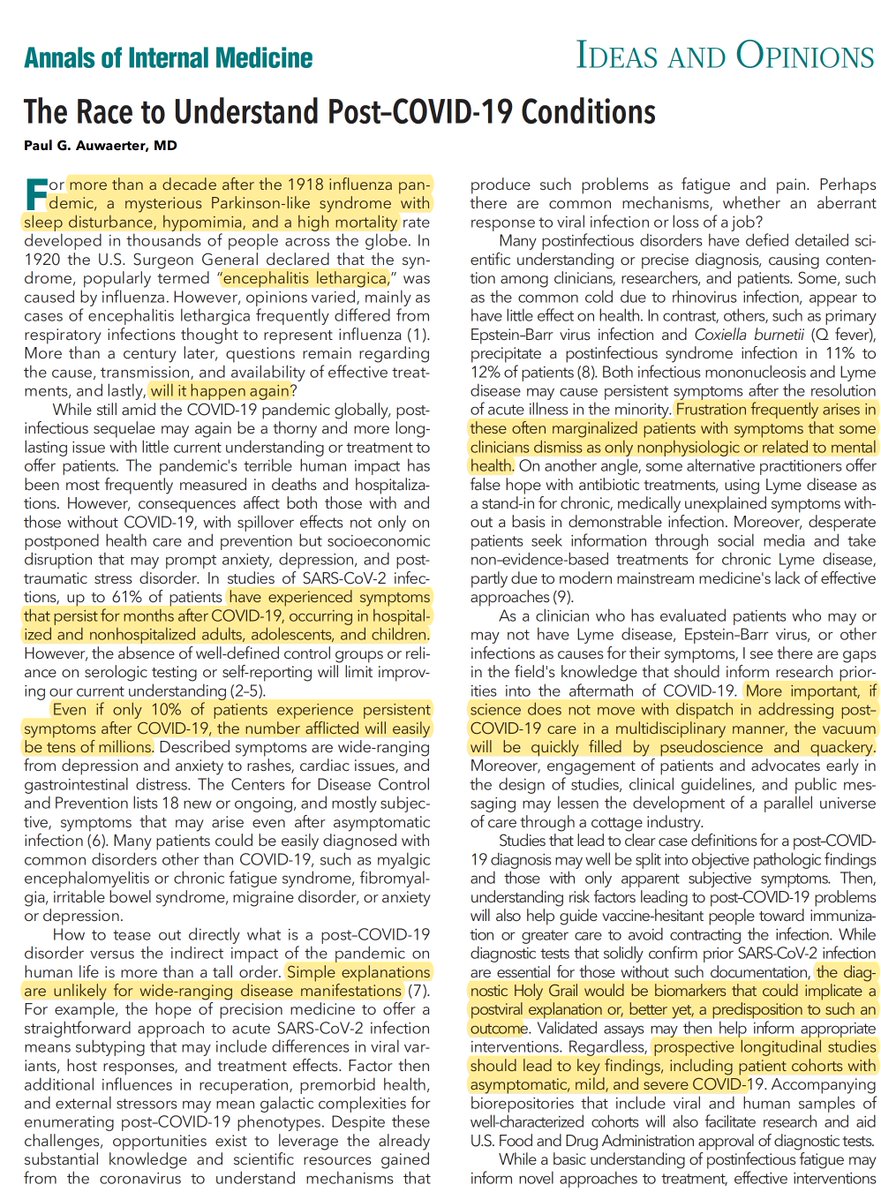 Annals of Internal Medicine
IDEAS AND OPINIONS
The Race to Understand Post–COVID-19 Conditions
Paul G. Auwaerter, MD
For more than a decade after the 1918 influenza pan-
demic, a mysterious Parkinson-like syndrome with
sleep disturbance, hypomimia, and a high mortality rate
developed in thousands of people across the globe. In
1920 the U.S. Surgeon General declared that the syn-
drome, popularly termed “encephalitis lethargica,” was
caused by influenza. However, opinions varied, mainly as
cases of encephalitis lethargica frequently differed from
respiratory infections thought to represent influenza (1).
More than a century later, questions remain regarding
the cause, transmission, and availability of effective treat-
ments, and lastly, will it happen again?
While still amid the COVID-19 pandemic globally, post-
infectious sequelae may again be a thorny and more long-
lasting issue with little current understanding or treatment to
offer patients. The pandemic's terrible human impact has
been most frequently measured in deaths and hospitaliza-
tions. However, consequences affect both those with and
those without COVID-19, with spillover effects not only on
postponed health care and prevention but socioeconomic
disruption that may prompt anxiety, depression, and post-
traumatic stress disorder. In studies of SARS-CoV-2 infec-
tions, up to 61% of patients have experienced symptoms
that persist for months after COVID-19, occurring in hospital-
ized and nonhospitalized adults, adolescents, and children.
However, the absence of well-defined control groups or reli-
ance on serologic testing or self-reporting will limit improv-
ing our current understanding (2–5).
Even if only 10% of patients experience persistent
symptoms after COVID-19, the number afflicted will easily
be tens of millions. Described symptoms are wide-ranging
from depression and anxiety to rashes, cardiac issues, and
gastrointestinal distress. The Centers for Disease Control
and Prevention lists 18 new or ongoing, and mostly subjec-
tive, symptoms that may arise even after asymptomatic
infection (6). Many patients could be easily diagnosed with
common disorders other than COVID-19, such as myalgic
encephalomyelitis or chronic fatigue syndrome, fibromyal-
gia, irritable bowel syndrome, migraine disorder, or anxiety
or depression.
How to tease out directly what is a post–COVID-19
disorder versus the indirect impact of the pandemic on
human life is more than a tall order. Simple explanations
are unlikely for wide-ranging disease manifestations (7).
For example, the hope of precision medicine to offer a
straightforward approach to acute SARS-CoV-2 infection
means subtyping that may include differences in viral var-
iants, host responses, and treatment effects. Factor then
additional influences in recuperation, premorbid health,
and external stressors may mean galactic complexities for
enumerating post–COVID-19 phenotypes. Despite these
challenges, opportunities exist to leverage the already
substantial knowledge and scientific resources gained
from the coronavirus to understand mechanisms that
produce such problems as fatigue and pain. Perhaps
there are common mechanisms, whether an aberrant
response to viral infection or loss of a job?
Many postinfectious disorders have defied detailed sci-
entific understanding or precise diagnosis, causing conten-
tion among clinicians, researchers, and patients. Some, such
as the common cold due to rhinovirus infection, appear to
have little effect on health. In contrast, others, such as primary
Epstein–Barr virus infection and Coxiella burnetii (Q fever),
precipitate a postinfectious syndrome infection in 11% to
12% of patients (8). Both infectious mononucleosis and Lyme
disease may cause persistent symptoms after the resolution
of acute illness in the minority. Frustration frequently arises in
these often marginalized patients with symptoms that some
clinicians dismiss as only nonphysiologic or related to mental
health. On another angle, some alternative practitioners offer
false hope with antibiotic treatments, using Lyme disease as
a stand-in for chronic, medically unexplained symptoms with-
out a basis in demonstrable infection. Moreover, desperate
patients seek information through social media and take
non–evidence-based treatments for chronic Lyme disease,
partly due to modern mainstream medicine's lack of effective
approaches (9).
As a clinician who has evaluated patients who may or
may not have Lyme disease, Epstein–Barr virus, or other
infections as causes for their symptoms, I see there are gaps
in the field's knowledge that should inform research prior-
ities into the aftermath of COVID-19. More important, if
science does not move with dispatch in addressing post–
COVID-19 care in a multidisciplinary manner, the vacuum
will be quickly filled by pseudoscience and quackery.
Moreover, engagement of patients and advocates early in
the design of studies, clinical guidelines, and public mes-
saging may lessen the development of a parallel universe
of care through a cottage industry.
Studies that lead to clear case definitions for a post–COVID-
19 diagnosis may well be split into objective pathologic findings
and those with only apparent subjective symptoms. Then,
understanding risk factors leading to post–COVID-19 problems
will also help guide vaccine-hesitant people toward immuniza-
tion or greater care to avoid contracting the infection. While
diagnostic tests that solidly confirm prior SARS-CoV-2 infection
are essential for those without such documentation, the diag-
nostic Holy Grail would be biomarkers that could implicate a
postviral explanation or, better yet, a predisposition to such an
outcome. Validated assays may then help inform appropriate
interventions. Regardless, prospective longitudinal studies
should lead to key findings, including patient cohorts with
asymptomatic, mild, and severe COVID-19. Accompanying
biorepositories that include viral and human samples of
well-characterized cohorts will also facilitate research and aid
U.S. Food and Drug Administration approval of diagnostic tests.
While a basic understanding of postinfectious fatigue may
inform novel approaches to treatment, effective interventions